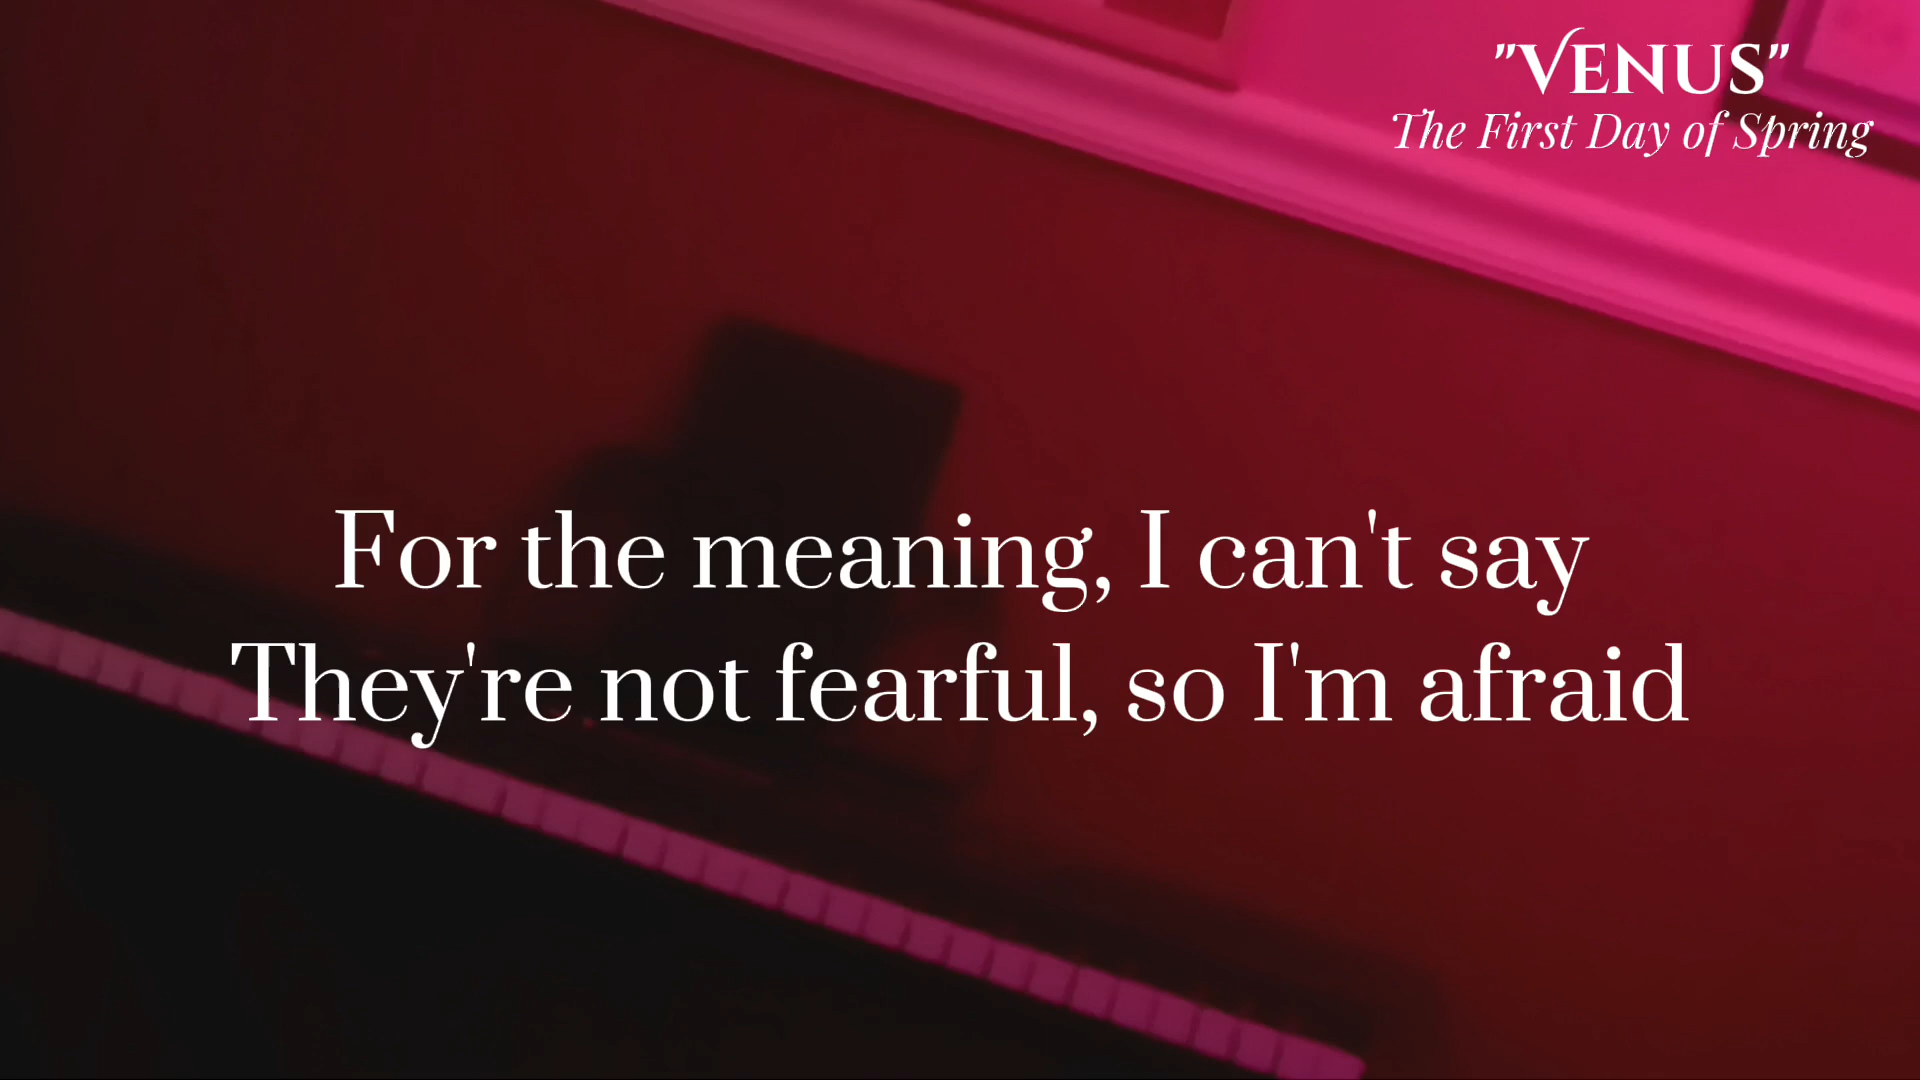 "VENUS"
The First Day of Spring
For the meaning, I can't say
They're not fearful, so I'm afraid